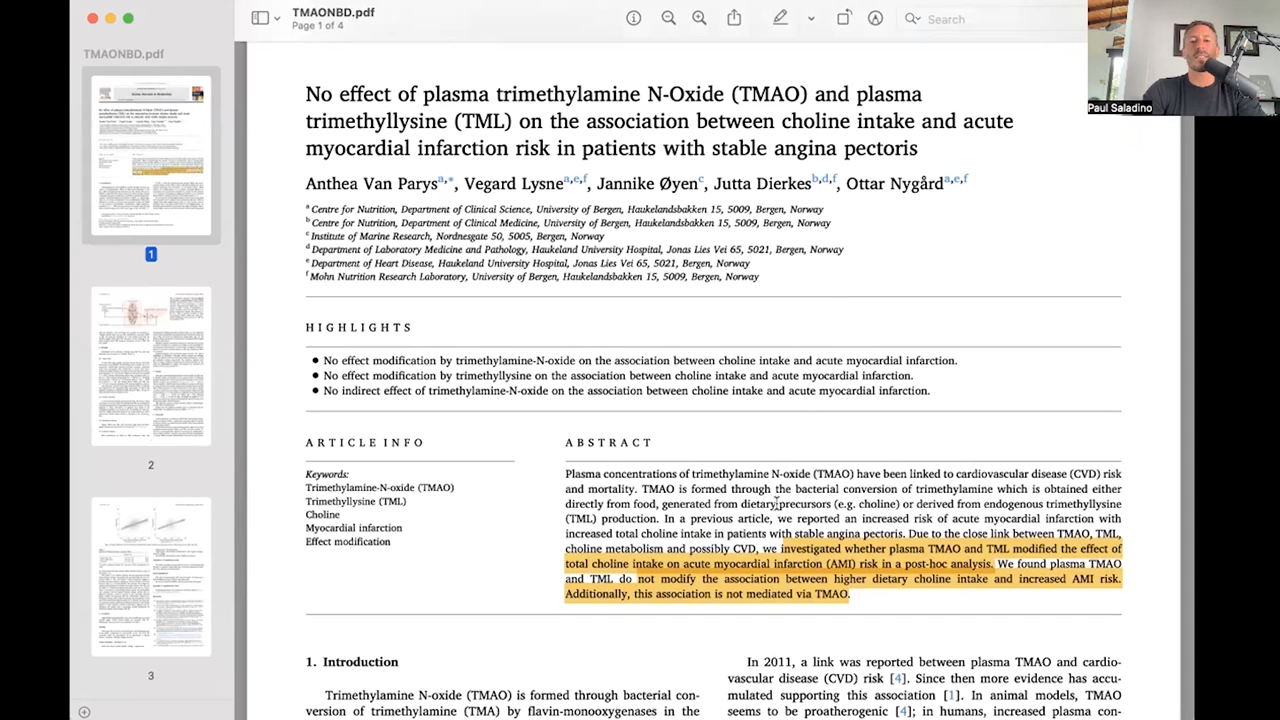 TMAONBD.pdf
Page 1 of 4
Search
Paul Saladino
TMAONBD.pdf
1
2
3
No effect of plasma trimethylamine N-Oxide (TMAO) and plasma
trimethyllysine (TML) on the association between choline intake and acute
myocardial infarction risk in patients with stable angina pectoris
Vegard Jannike Øyen c, Jutta Dierkes b,d,f, Ottar Nygård a,e,f
a Centre for Nutrition, Department of Clinical Science, University of Bergen, Haukelandsbakken 15, 5009, Bergen, Norway
b Centre for Nutrition, Department of Clinical Medicine, University of Bergen, Haukelandsbakken 15, 5009, Bergen, Norway
c Institute of Marine Research, Nordnesgate 50, 5005, Bergen, Norway
d Department of Laboratory Medicine and Pathology, Haukeland University Hospital, Jonas Lies Vei 65, 5021, Bergen, Norway
e Department of Heart Disease, Haukeland University Hospital, Jonas Lies Vei 65, 5021, Bergen, Norway
f Mohn Nutrition Research Laboratory, University of Bergen, Haukelandsbakken 15, 5009, Bergen, Norway
HIGHLIGHTS
• No effect modification by trimethylamine-N-oxide on the association between choline intake and acute myocardial infarction.
• No effect modification by trimethyllysine on the association between choline intake and acute myocardial infarction.
• No indication of trimethylamine-N-oxide as mediator between choline intake and acute myocardial infarction.
ARTICLE INFO
Keywords:
Trimethylamine-N-oxide (TMAO)
Trimethyllysine (TML)
Choline
Myocardial infarction
Effect modification
ABSTRACT
Plasma concentrations of trimethylamine N-oxide (TMAO) have been linked to cardiovascular disease (CVD) risk
and mortality. TMAO is formed through the bacterial conversion of trimethylamine which is obtained either
directly from food, generated from dietary precursors (e.g. choline) or derived from endogenous trimethyllysine
(TML) production. In a previous article, we reported an increased risk of acute myocardial infarction with
increased total choline intake in patients with stable angina pectoris. Due to the close link between TMAO, TML,
choline metabolism and possibly CVD, we investigated whether plasma TMAO and TML modified the effect of
total choline intake on acute myocardial infarction (AMI) risk in a post-hoc analysis. We found plasma TMAO
and TML to not modify the association between higher dietary choline intake and increased AMI risk.
Additionally, this association is not mediated via TMAO.
1. Introduction
Trimethylamine N-oxide (TMAO) is formed through bacterial con-
version of trimethylamine (TMA) by flavin-monooxygenases in the
In 2011, a link was reported between plasma TMAO and cardio-
vascular disease (CVD) risk [4]. Since then more evidence has accu-
mulated supporting this association [1]. In animal models, TMAO
seems to be proatherogenic [4]; in humans, increased plasma con-